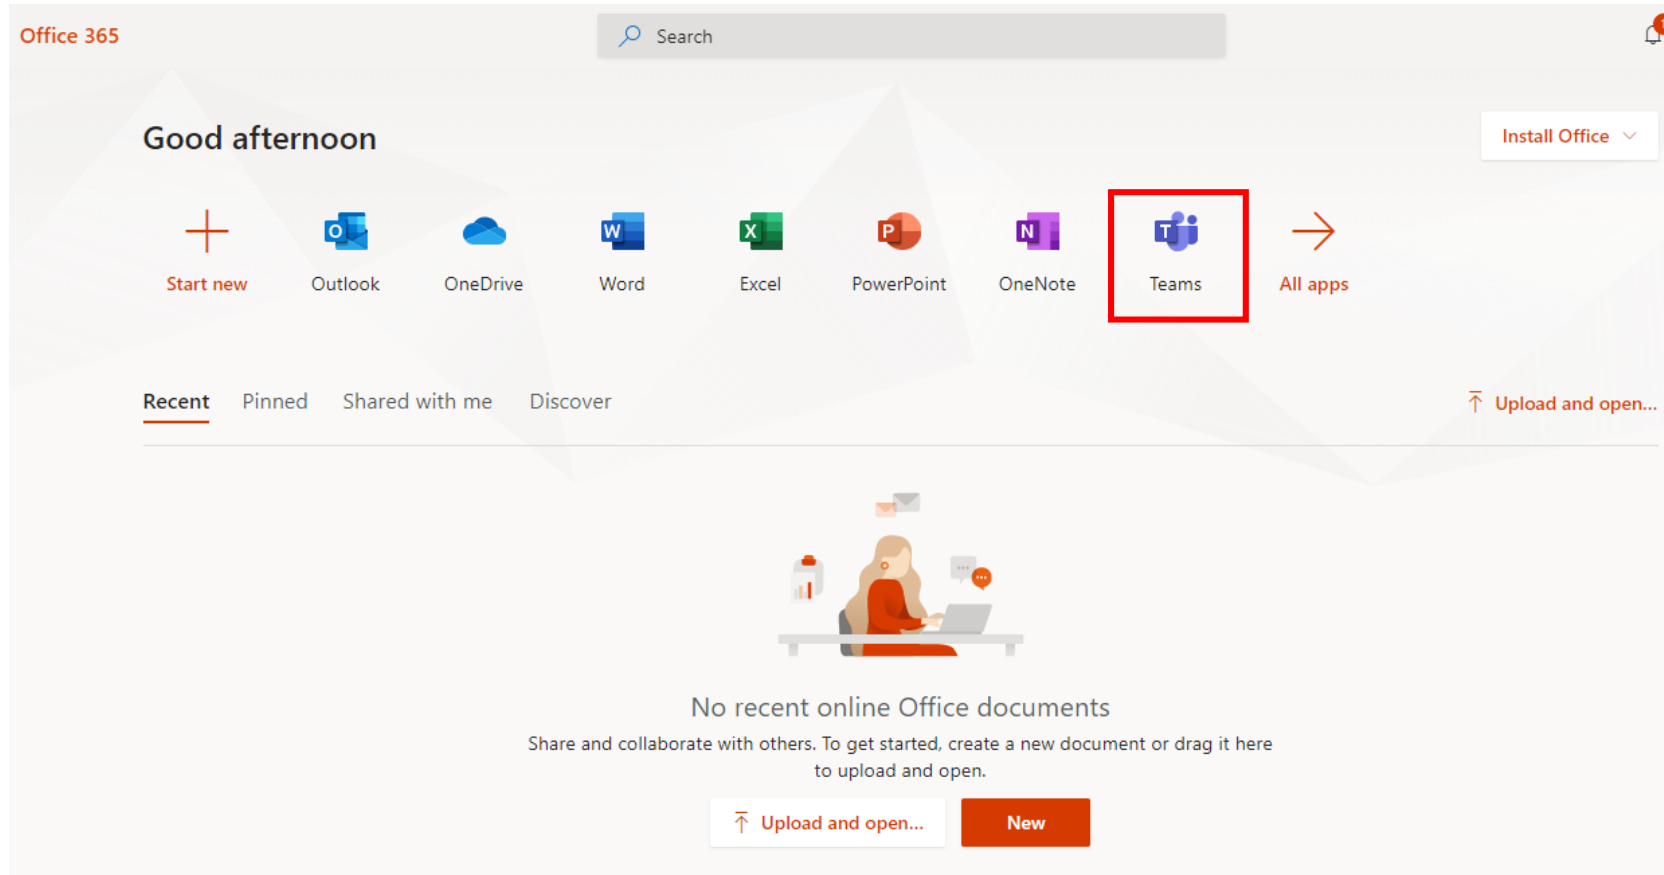 Office 365
Search
Good afternoon
Install Office
Start new
Outlook
OneDrive
Word
Excel
PowerPoint
OneNote
Teams
All apps
Recent
Pinned
Shared with me
Discover
Upload and open...
No recent online Office documents
Share and collaborate with others. To get started, create a new document or drag it here
to upload and open.
Upload and open...
New